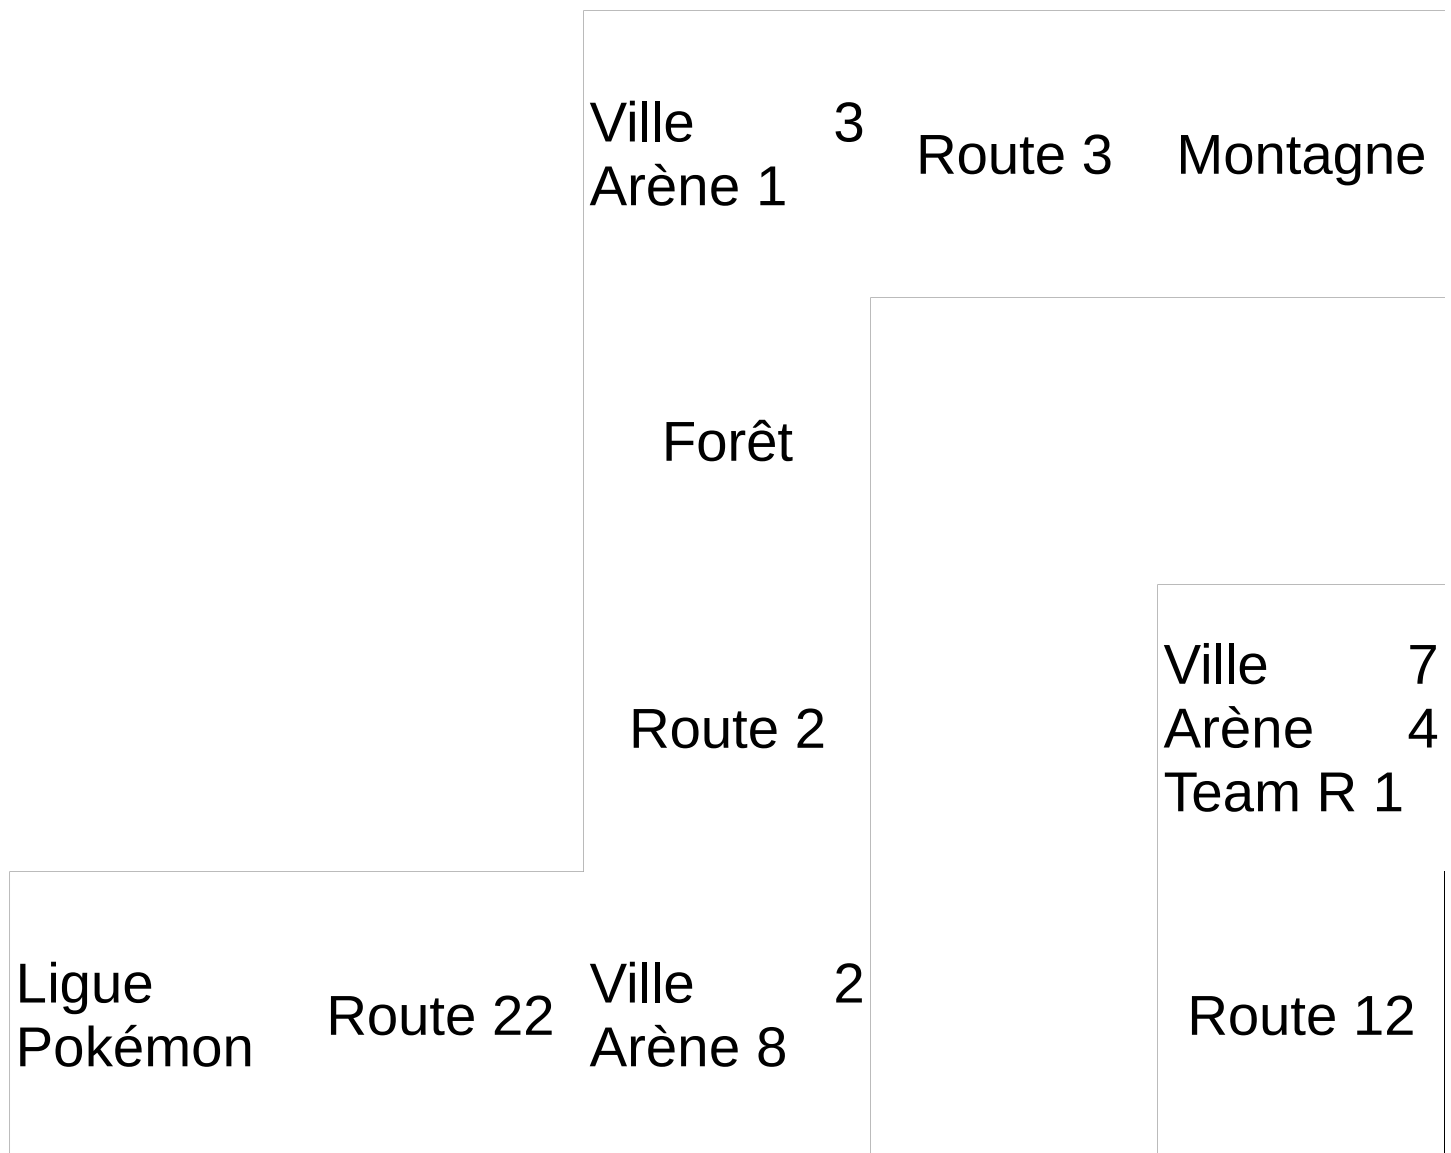 Ville 3
Arène 1
Route 3
Montagne
Forêt
Route 2
Ville 7
Arène 4
Team R 1
Ligue
Pokémon
Route 22
Ville 2
Arène 8
Route 12